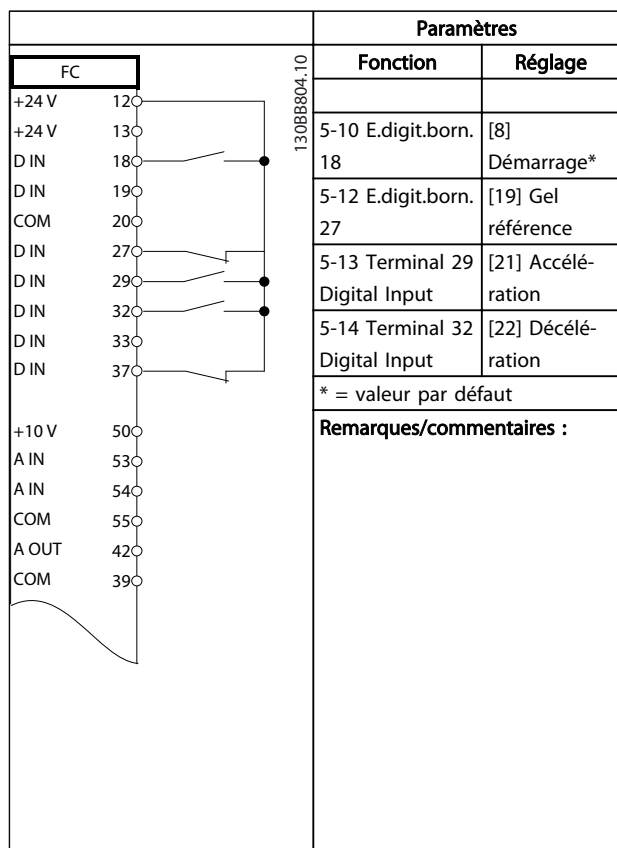 Paramètres
FC
Fonction Réglage
130BB804.10
+24 V 12
+24 V 13
D IN 18
D IN 19
COM 20
D IN 27
D IN 29
D IN 32
D IN 33
D IN 37
+10 V 50
A IN 53
A IN 54
COM 55
A OUT 42
COM 39
5-10 E.digit.born. [8]
18 Démarrage*
5-12 E.digit.born. [19] Gel
27 référence
5-13 Terminal 29 [21] Accélé-
Digital Input ration
5-14 Terminal 32 [22] Décélé-
Digital Input ration
* = valeur par défaut
Remarques/commentaires :